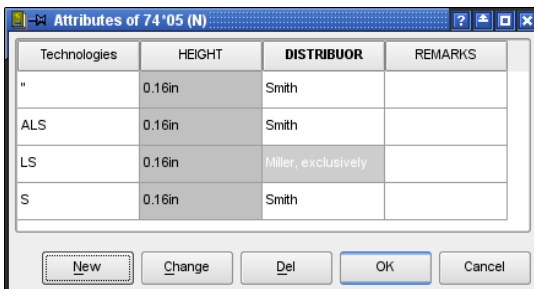 Attributes of 74*05 (N)
Technologies HEIGHT DISTRIBUOR REMARKS
" 0.16in Smith
ALS 0.16in Smith
LS 0.16in Miller, exclusively
S 0.16in Smith
New Change Del OK Cancel